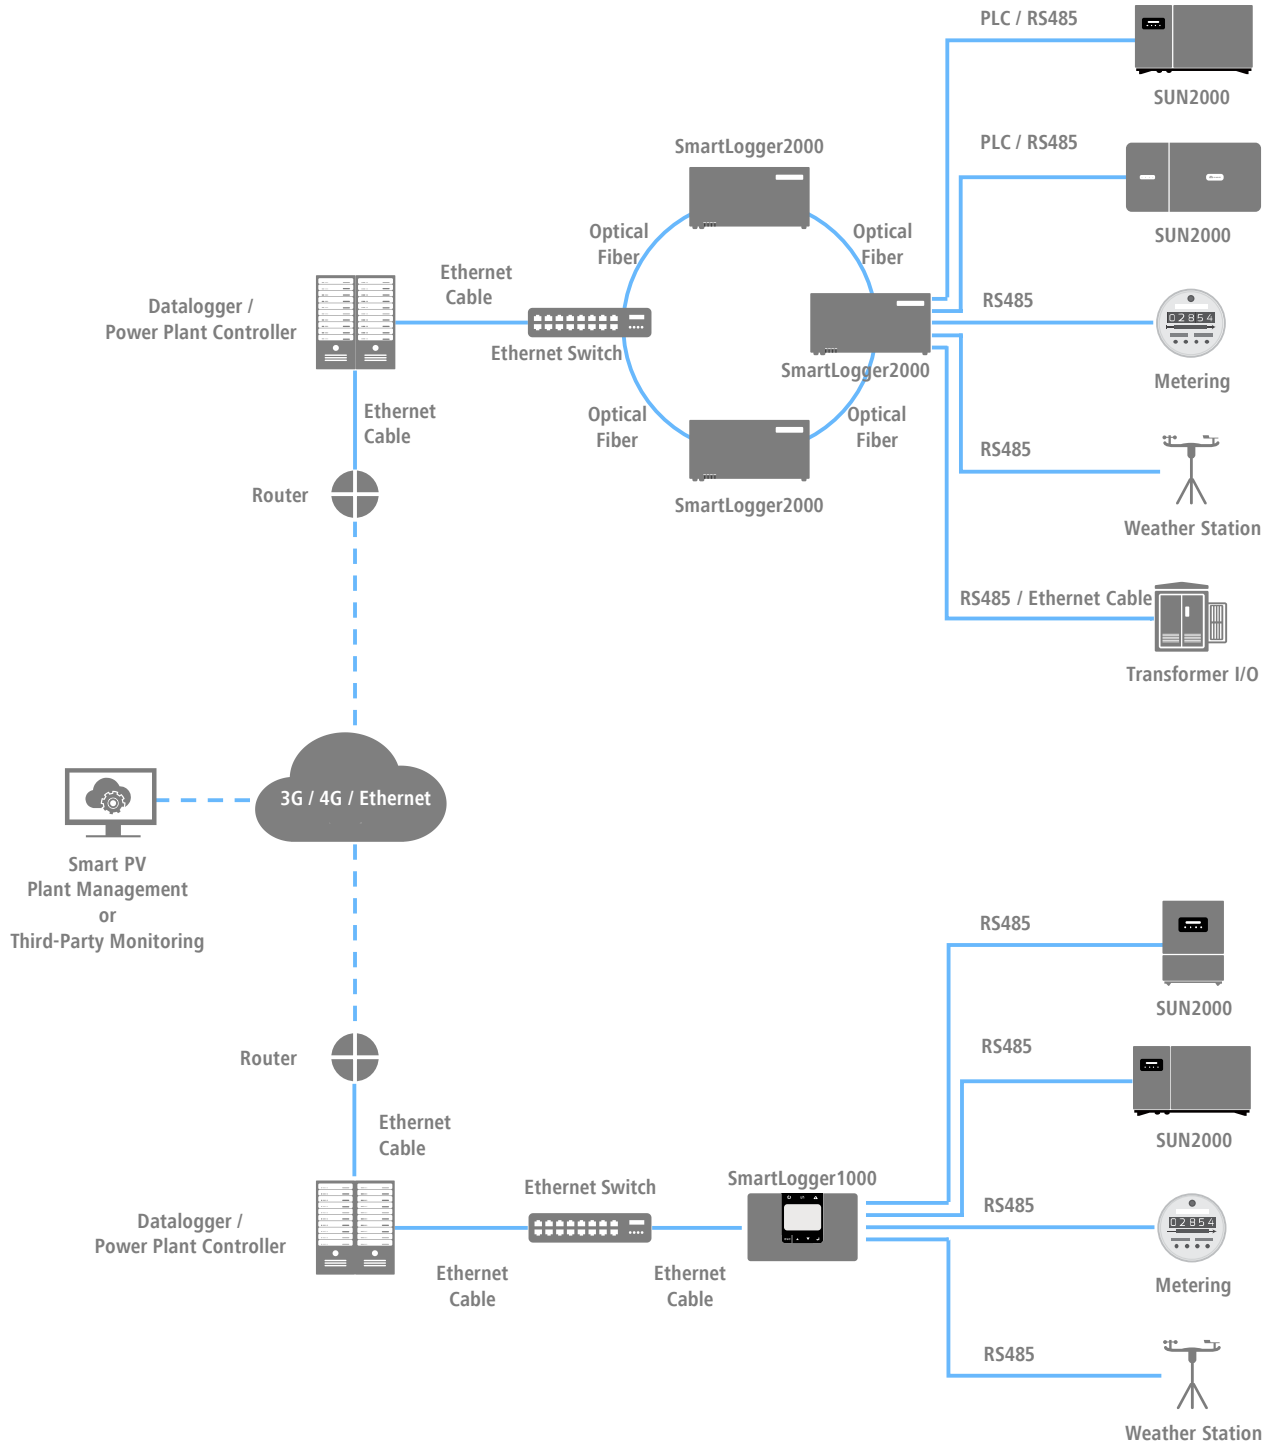 PLC / RS485
SUN2000
SmartLogger2000
PLC / RS485
SUN2000
Optical
Fiber
Optical
Fiber
Ethernet
Cable
Datalogger /
Power Plant Controller
Ethernet Switch
SmartLogger2000
RS485
02854
Metering
Ethernet
Cable
Optical
Fiber
Optical
Fiber
RS485
Router
SmartLogger2000
Weather Station
RS485 / Ethernet Cable
Transformer I/O
3G / 4G / Ethernet
Smart PV
Plant Management
or
Third-Party Monitoring
RS485
SUN2000
Router
RS485
SUN2000
Ethernet
Cable
Ethernet Switch
SmartLogger1000
Datalogger /
Power Plant Controller
Ethernet
Cable
Ethernet
Cable
RS485
02854
Metering
RS485
Weather Station